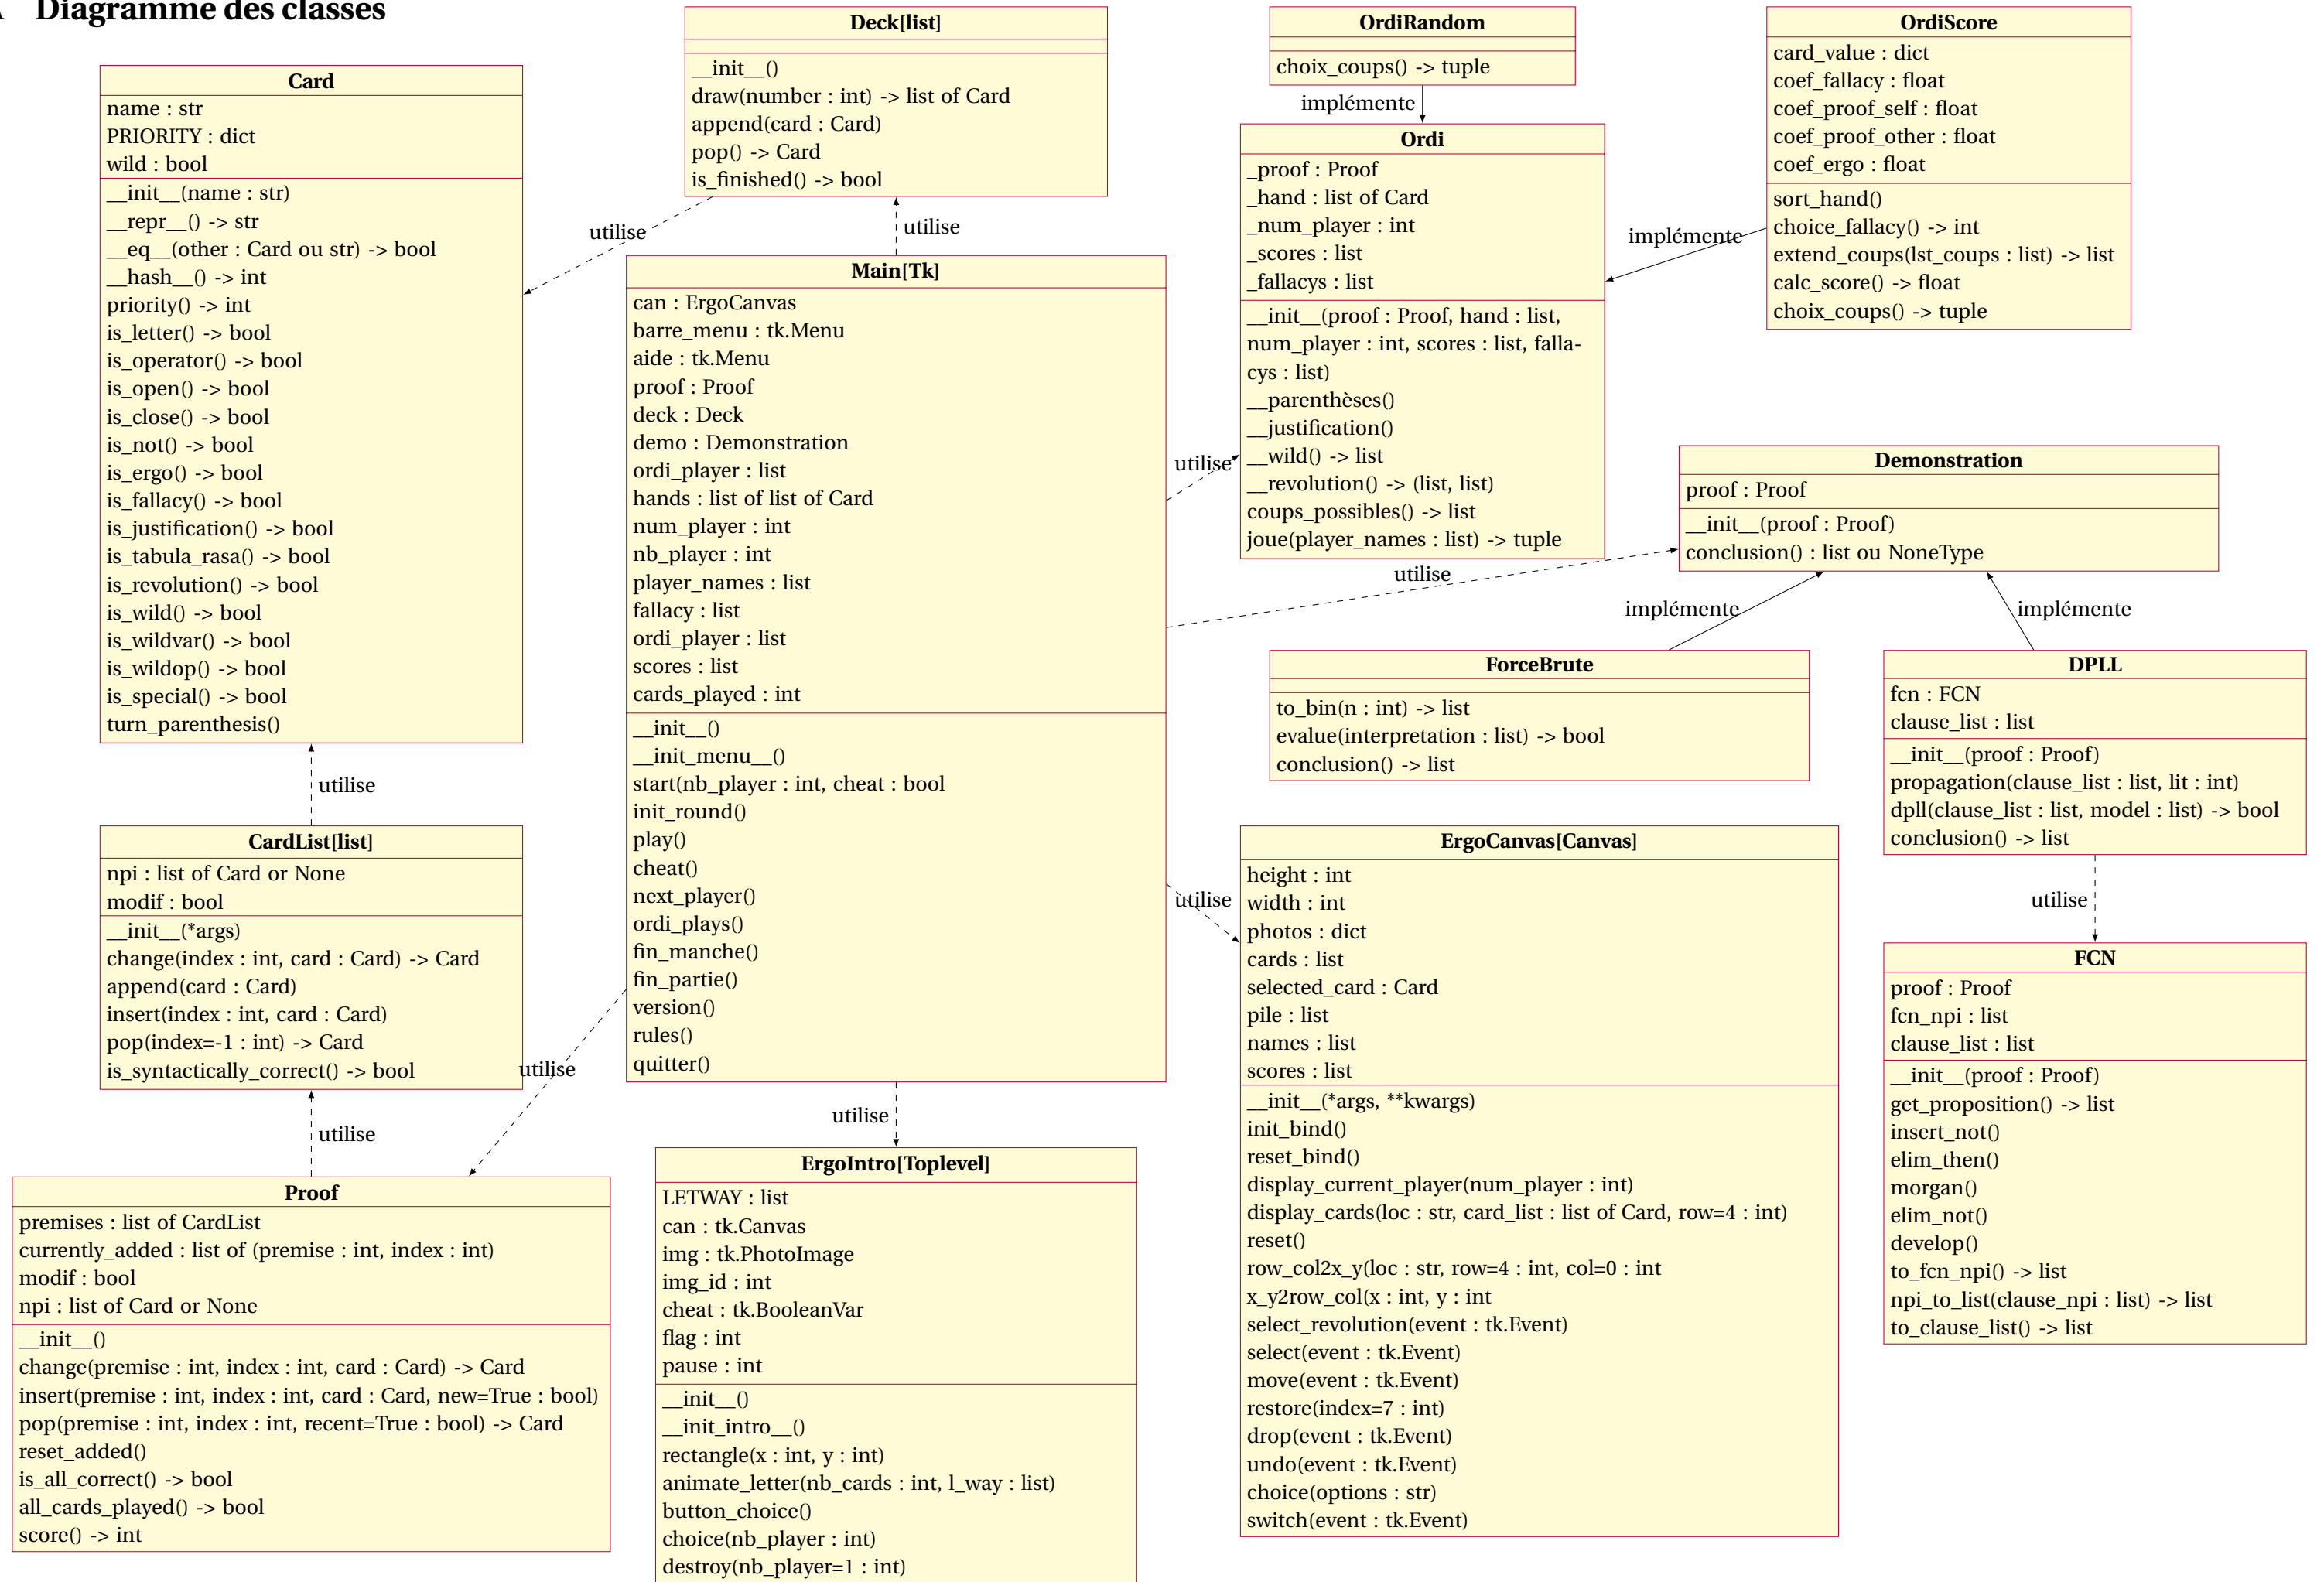 Diagramme des classes
Card
name : str
PRIORITY : dict
wild : bool
__init__(name : str)
__repr__() -> str
__eq__(other : Card ou str) -> bool
__hash__() -> int
priority() -> int
is_letter() -> bool
is_operator() -> bool
is_open() -> bool
is_close() -> bool
is_not() -> bool
is_ergo() -> bool
is_fallacy() -> bool
is_justification() -> bool
is_tabula_rasa() -> bool
is_revolution() -> bool
is_wild() -> bool
is_wildvar() -> bool
is_wildop() -> bool
is_special() -> bool
turn_parenthesis()
utilise
CardList[list]
npi : list of Card or None
modif : bool
__init__(*args)
change(index : int, card : Card) -> Card
append(card : Card)
insert(index : int, card : Card)
pop(index=-1 : int) -> Card
is_syntactically_correct() -> bool
utilise
Proof
premises : list of CardList
currently_added : list of (premise : int, index : int)
modif : bool
npi : list of Card or None
__init__()
change(premise : int, index : int, card : Card) -> Card
insert(premise : int, index : int, card : Card, new=True : bool)
pop(premise : int, index : int, recent=True : bool) -> Card
reset_added()
is_all_correct() -> bool
all_cards_played() -> bool
score() -> int
Deck[list]
__init__()
draw(number : int) -> list of Card
append(card : Card)
pop() -> Card
is_finished() -> bool
utilise
utilise
Main[Tk]
can : ErgoCanvas
barre_menu : tk.Menu
aide : tk.Menu
proof : Proof
deck : Deck
demo : Demonstration
ordi_player : list
hands : list of list of Card
num_player : int
nb_player : int
player_names : list
fallacy : list
ordi_player : list
scores : list
cards_played : int
__init__()
__init_menu__()
start(nb_player : int, cheat : bool
init_round()
play()
cheat()
next_player()
ordi_plays()
fin_manche()
fin_partie()
version()
rules()
quitter()
utilise
utilise
ErgoIntro[Toplevel]
LETWAY : list
can : tk.Canvas
img : tk.PhotoImage
img_id : int
cheat : tk.BooleanVar
flag : int
pause : int
__init__()
__init_intro__()
rectangle(x : int, y : int)
animate_letter(nb_cards : int, l_way : list)
button_choice()
choice(nb_player : int)
destroy(nb_player=1 : int)
OrdiRandom
choix_coups() -> tuple
implémente
Ordi
_proof : Proof
_hand : list of Card
_num_player : int
_scores : list
_fallacys : list
__init__(proof : Proof, hand : list,
num_player : int, scores : list, falla-
cys : list)
__parenthèses()
__justification()
__wild() -> list
__revolution() -> (list, list)
coups_possibles() -> list
joue(player_names : list) -> tuple
utilise
OrdiScore
card_value : dict
coef_fallacy : float
coef_proof_self : float
coef_proof_other : float
coef_ergo : float
sort_hand()
choice_fallacy() -> int
extend_coups(lst_coups : list) -> list
calc_score() -> float
choix_coups() -> tuple
implémente
Demonstration
proof : Proof
__init__(proof : Proof)
conclusion() : list ou NoneType
utilise
implémente
implémente
ForceBrute
to_bin(n : int) -> list
evalue(interpretation : list) -> bool
conclusion() -> list
DPLL
fcn : FCN
clause_list : list
__init__(proof : Proof)
propagation(clause_list : list, lit : int)
dpll(clause_list : list, model : list) -> bool
conclusion() -> list
utilise
FCN
proof : Proof
fcn_npi : list
clause_list : list
__init__(proof : Proof)
get_proposition() -> list
insert_not()
elim_then()
morgan()
elim_not()
develop()
to_fcn_npi() -> list
npi_to_list(clause_npi : list) -> list
to_clause_list() -> list
utilise
ErgoCanvas[Canvas]
height : int
width : int
photos : dict
cards : list
selected_card : Card
pile : list
names : list
scores : list
__init__(*args, **kwargs)
init_bind()
reset_bind()
display_current_player(num_player : int)
display_cards(loc : str, card_list : list of Card, row=4 : int)
reset()
row_col2x_y(loc : str, row=4 : int, col=0 : int
x_y2row_col(x : int, y : int
select_revolution(event : tk.Event)
select(event : tk.Event)
move(event : tk.Event)
restore(index=7 : int)
drop(event : tk.Event)
undo(event : tk.Event)
choice(options : str)
switch(event : tk.Event)